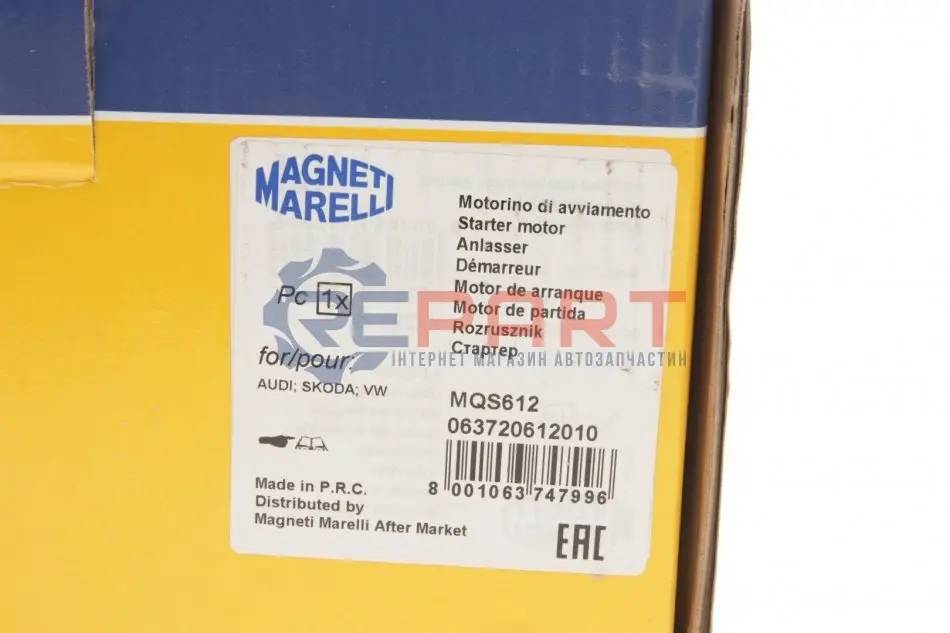 MAGNETI
MARELLI
Motorino di avviamento
Starter motor
Anlasser
Démarreur
Motor de arranque
Motor de partida
Rozrusznik
Стартер
Pc 1x
REPART
ІНТЕРНЕТ МАГАЗИН АВТОЗАПЧАСТИН
for/pour:
AUDI; SKODA; VW
MQS612
063720612010
8 001063 747996
Made in P.R.C.
Distributed by
Magneti Marelli After Market
EAC